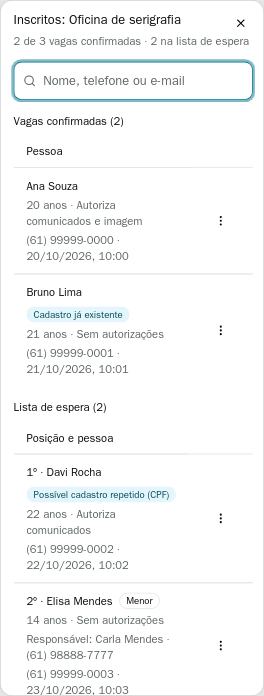 Inscritos: Oficina de serigrafia
2 de 3 vagas confirmadas · 2 na lista de espera
Nome, telefone ou e-mail
Vagas confirmadas (2)
Pessoa
Ana Souza
20 anos · Autoriza
comunicados e imagem
(61) 99999-0000 ·
20/10/2026, 10:00
Bruno Lima
Cadastro já existente
21 anos · Sem autorizações
(61) 99999-0001 ·
21/10/2026, 10:01
Lista de espera (2)
Posição e pessoa
1º · Davi Rocha
Possível cadastro repetido (CPF)
22 anos · Autoriza
comunicados
(61) 99999-0002 ·
22/10/2026, 10:02
2º · Elisa Mendes Menor
14 anos · Sem autorizações
Responsável: Carla Mendes ·
(61) 98888-7777
(61) 99999-0003 ·
23/10/2026, 10:03